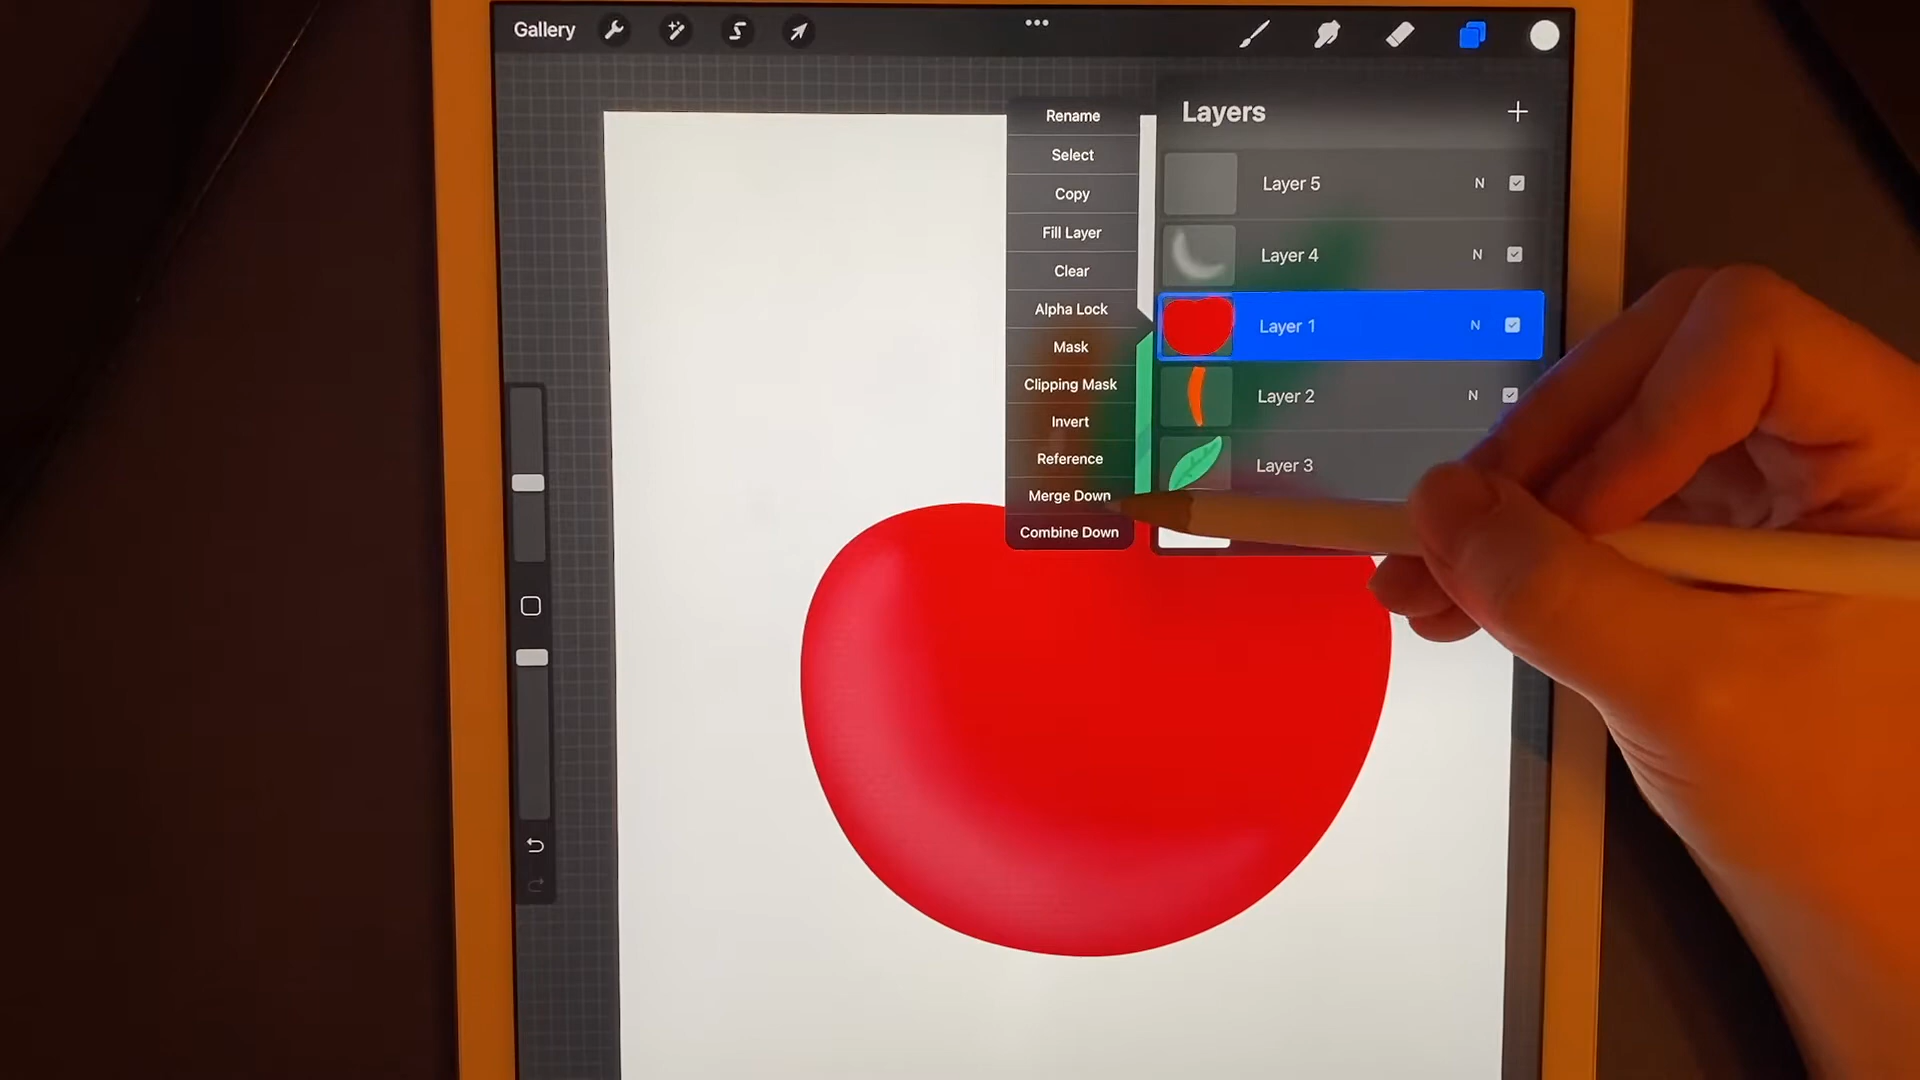 Gallery
Rename
Select
Copy
Fill Layer
Clear
Alpha Lock
Mask
Clipping Mask
Invert
Reference
Merge Down
Combine Down
Layers
Layer 5 N
Layer 4 N
Layer 1 N
Layer 2 N
Layer 3